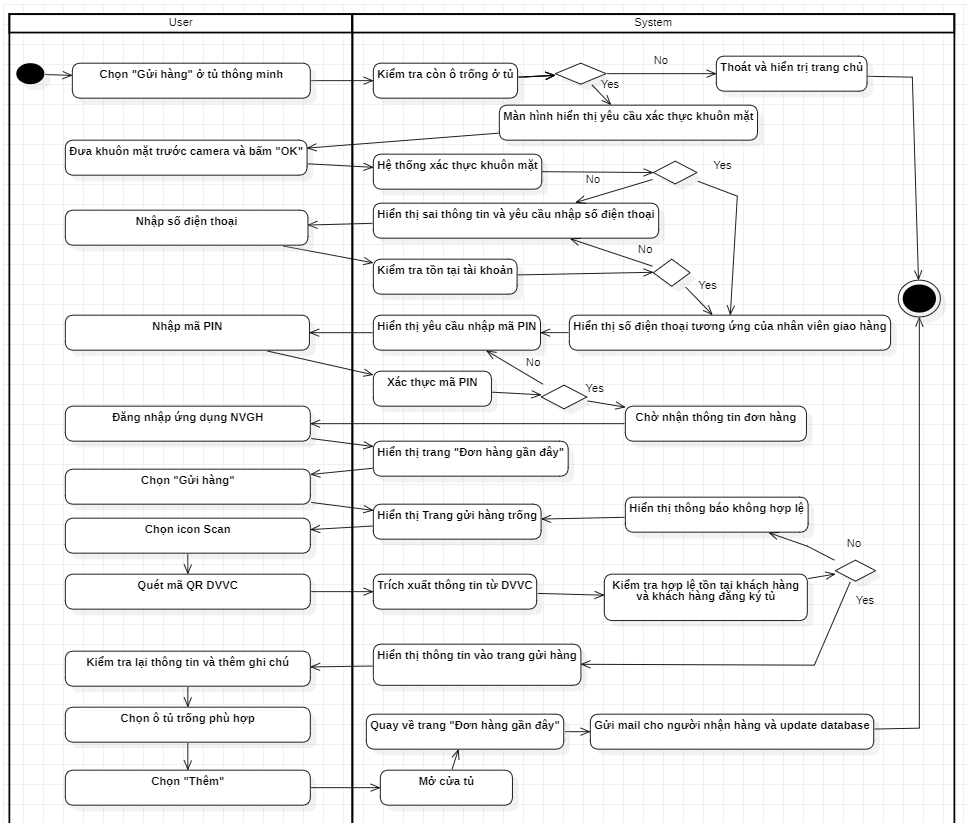 User
System
Chọn "Gửi hàng" ở tủ thông minh
Kiểm tra còn ô trống ở tủ
No
Thoát và hiển trị trang chủ
Yes
Màn hình hiển thị yêu cầu xác thực khuôn mặt
Đưa khuôn mặt trước camera và bấm "OK"
Hệ thống xác thực khuôn mặt
Yes
No
Hiển thị sai thông tin và yêu cầu nhập số điện thoại
Nhập số điện thoại
No
Kiểm tra tồn tại tài khoản
Yes
Nhập mã PIN
Hiển thị yêu cầu nhập mã PIN
Hiển thị số điện thoại tương ứng của nhân viên giao hàng
No
Xác thực mã PIN
Yes
Chờ nhận thông tin đơn hàng
Đăng nhập ứng dụng NVGH
Hiển thị trang "Đơn hàng gần đây"
Chọn "Gửi hàng"
Hiển thị Trang gửi hàng trống
Hiển thị thông báo không hợp lệ
Chọn icon Scan
No
Quét mã QR DVVC
Trích xuất thông tin từ DVVC
Kiểm tra hợp lệ tồn tại khách hàng
và khách hàng đăng ký tủ
Yes
Kiểm tra lại thông tin và thêm ghi chú
Hiển thị thông tin vào trang gửi hàng
Chọn ô tủ trống phù hợp
Quay về trang "Đơn hàng gần đây"
Gửi mail cho người nhận hàng và update database
Chọn "Thêm"
Mở cửa tủ